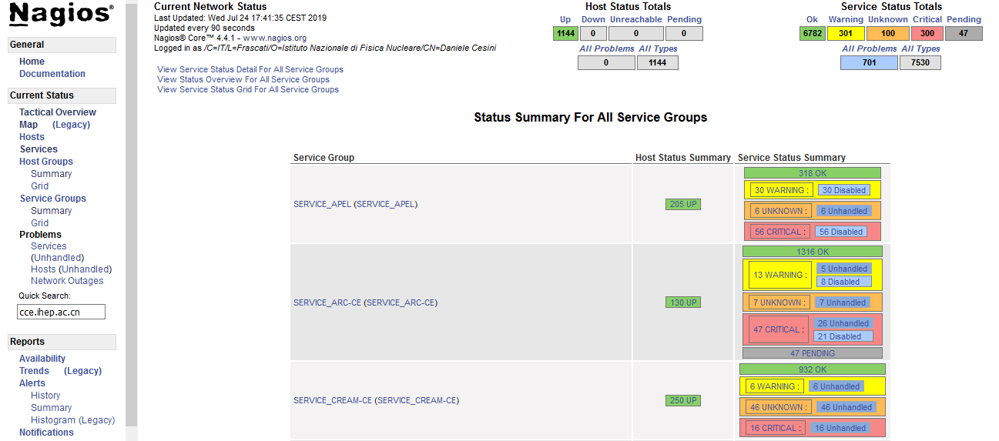 Nagios®
General
Home
Documentation
Current Status
Tactical Overview
Map (Legacy)
Hosts
Services
Host Groups
Summary
Grid
Service Groups
Summary
Grid
Problems
Services
(Unhandled)
Hosts (Unhandled)
Network Outages
Quick Search:
cce.ihep.ac.cn
Reports
Availability
Trends (Legacy)
Alerts
History
Summary
Histogram (Legacy)
Notifications
Current Network Status
Last Updated: Wed Jul 24 17:41:35 CEST 2019
Updated every 90 seconds
Nagios® Core™ 4.4.1 - www.nagios.org
Logged in as /C=IT/L=Frascati/O=Istituto Nazionale di Fisica Nucleare/CN=Daniele Cesini
View Service Status Detail For All Service Groups
View Status Overview For All Service Groups
View Service Status Grid For All Service Groups
Host Status Totals
Up Down Unreachable Pending
1144 0 0 0
All Problems All Types
0 1144
Service Status Totals
Ok Warning Unknown Critical Pending
6782 301 100 300 47
All Problems All Types
701 7530
Status Summary For All Service Groups
Service Group Host Status Summary Service Status Summary
SERVICE_APEL (SERVICE_APEL) 205 UP
318 OK
30 WARNING : 30 Disabled
6 UNKNOWN : 6 Unhandled
56 CRITICAL : 56 Disabled
SERVICE_ARC-CE (SERVICE_ARC-CE) 130 UP
1316 OK
13 WARNING : 5 Unhandled
8 Disabled
7 UNKNOWN : 7 Unhandled
47 CRITICAL : 26 Unhandled
21 Disabled
47 PENDING
SERVICE_CREAM-CE (SERVICE_CREAM-CE) 250 UP
932 OK
6 WARNING : 6 Unhandled
46 UNKNOWN : 46 Unhandled
16 CRITICAL : 16 Unhandled